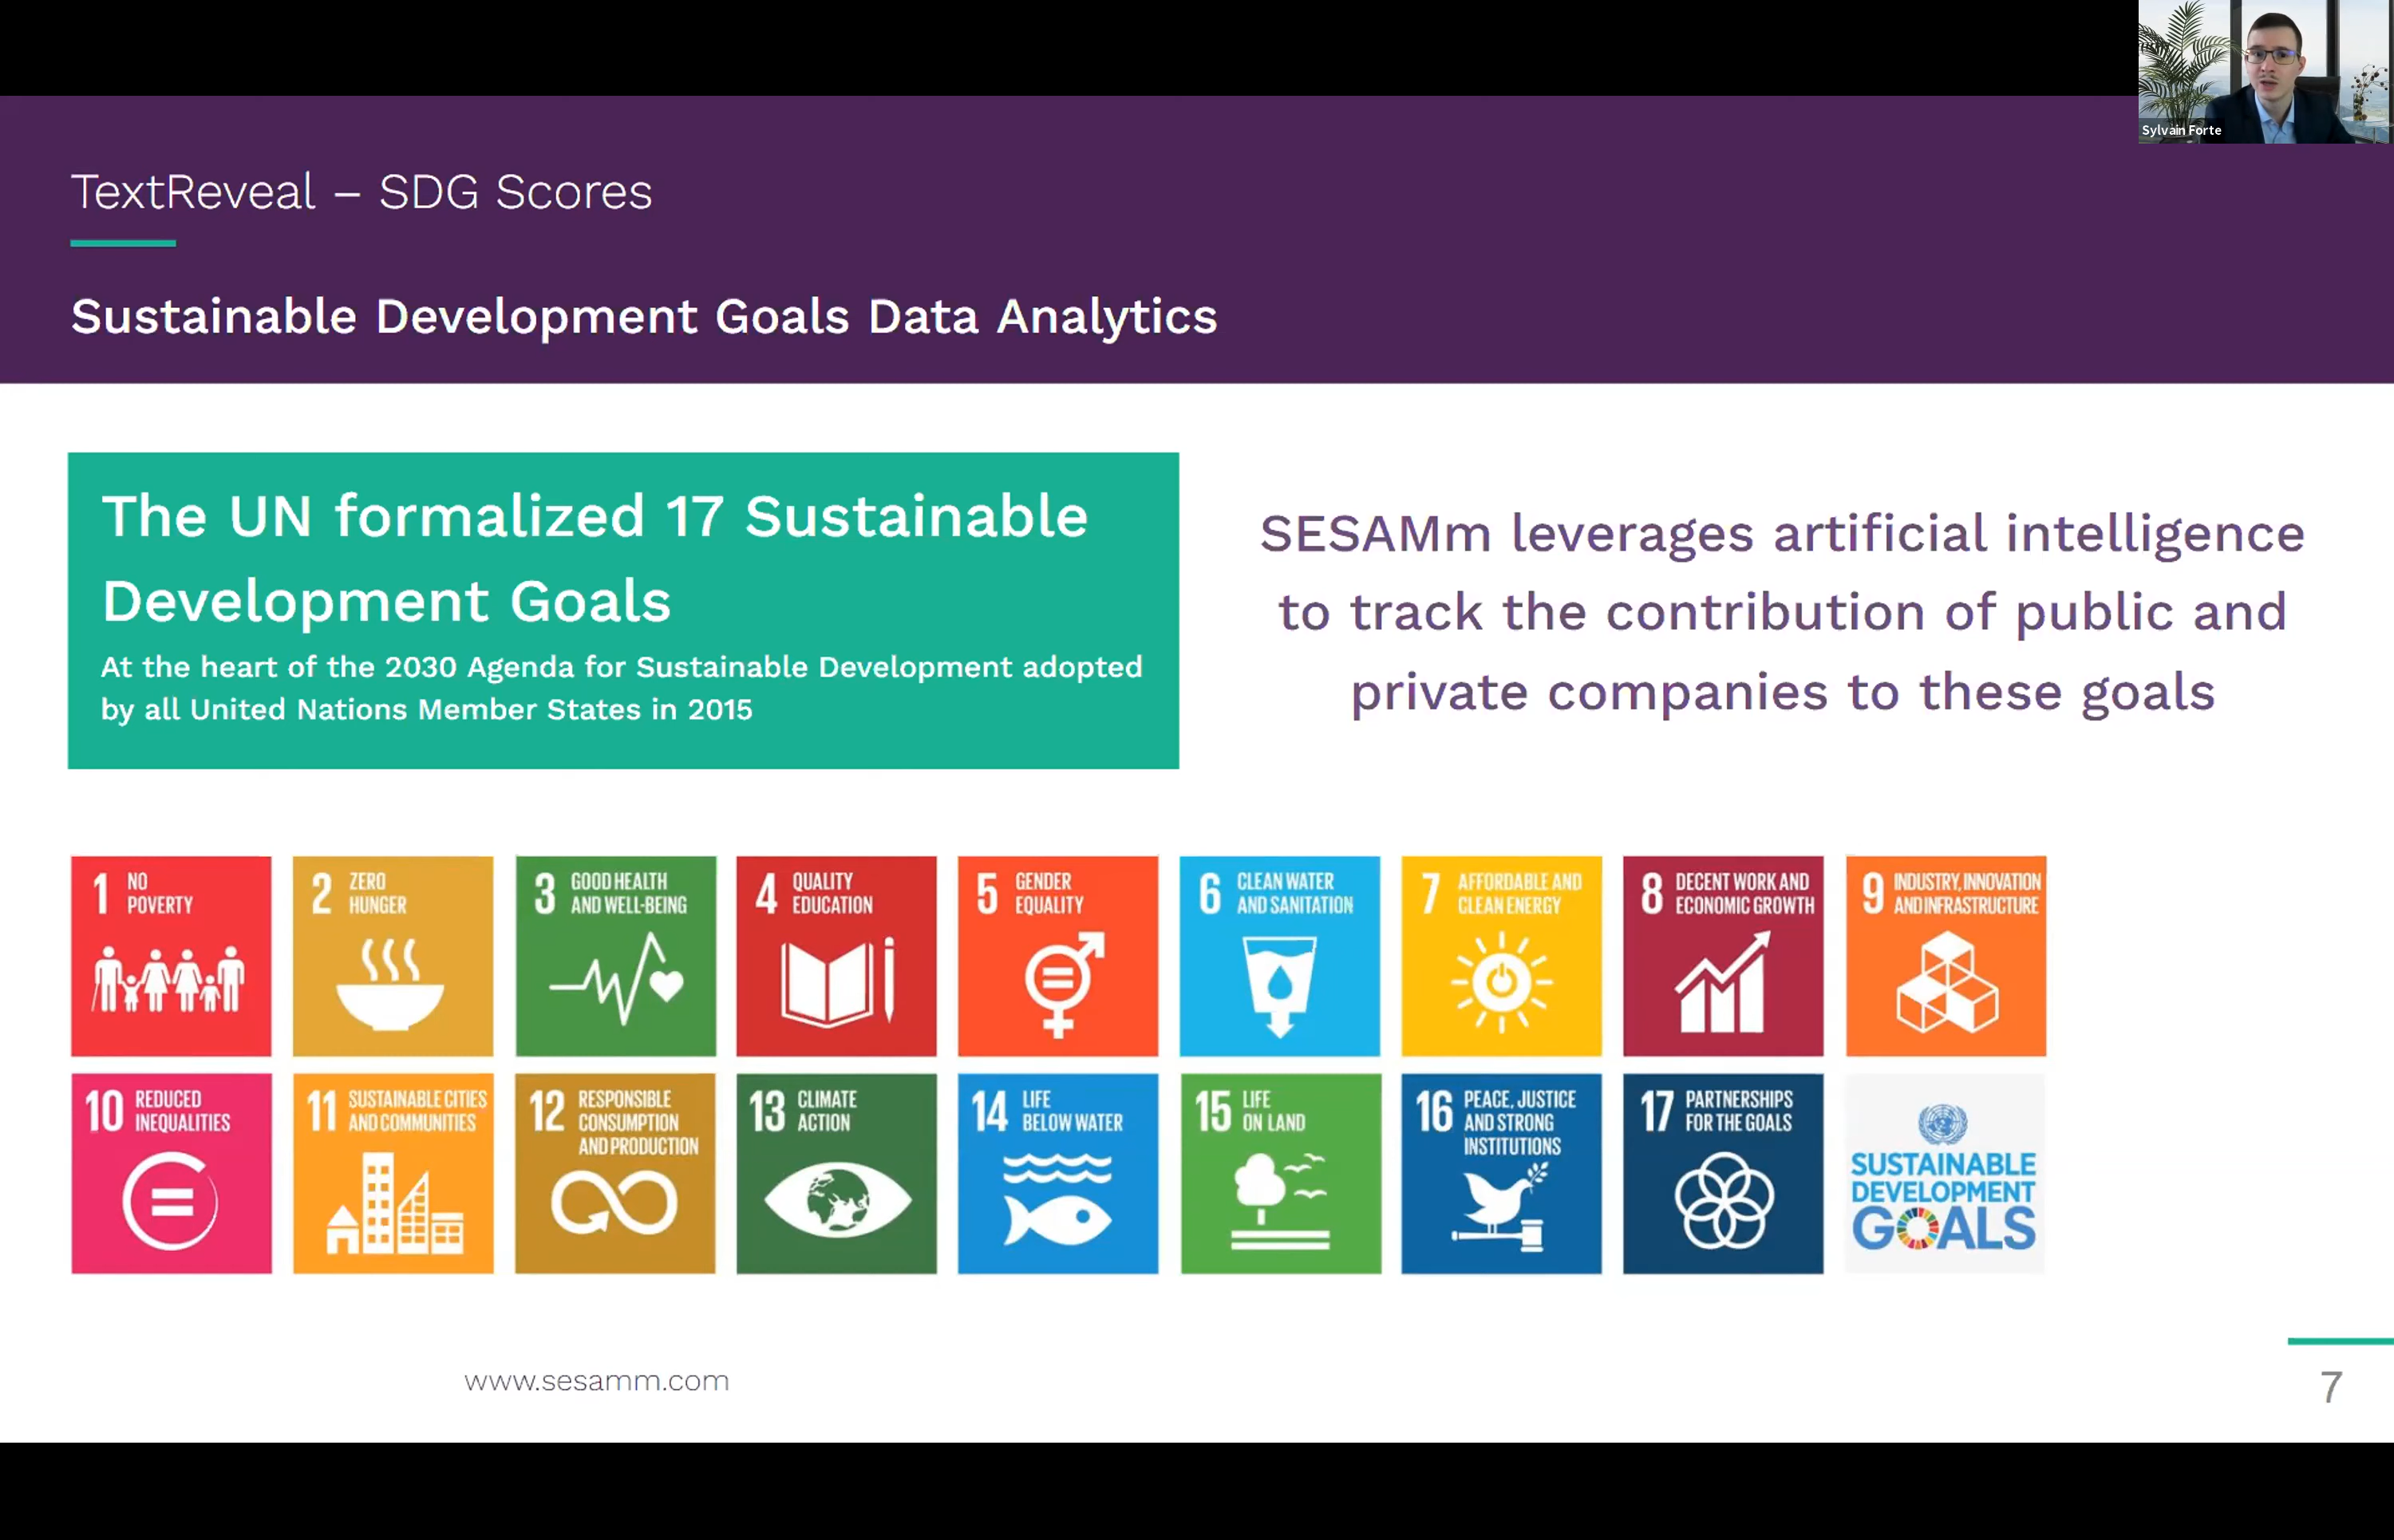 Sylvain Forte
TextReveal – SDG Scores
Sustainable Development Goals Data Analytics
The UN formalized 17 Sustainable
Development Goals
At the heart of the 2030 Agenda for Sustainable Development adopted
by all United Nations Member States in 2015
SESAMm leverages artificial intelligence
to track the contribution of public and
private companies to these goals
1 NO
POVERTY
2 ZERO
HUNGER
3 GOOD HEALTH
AND WELL-BEING
4 QUALITY
EDUCATION
5 GENDER
EQUALITY
6 CLEAN WATER
AND SANITATION
7 AFFORDABLE AND
CLEAN ENERGY
8 DECENT WORK AND
ECONOMIC GROWTH
9 INDUSTRY, INNOVATION
AND INFRASTRUCTURE
10 REDUCED
INEQUALITIES
11 SUSTAINABLE CITIES
AND COMMUNITIES
12 RESPONSIBLE
CONSUMPTION
AND PRODUCTION
13 CLIMATE
ACTION
14 LIFE
BELOW WATER
15 LIFE
ON LAND
16 PEACE, JUSTICE
AND STRONG
INSTITUTIONS
17 PARTNERSHIPS
FOR THE GOALS
SUSTAINABLE
DEVELOPMENT
GOALS
www.sesamm.com
7